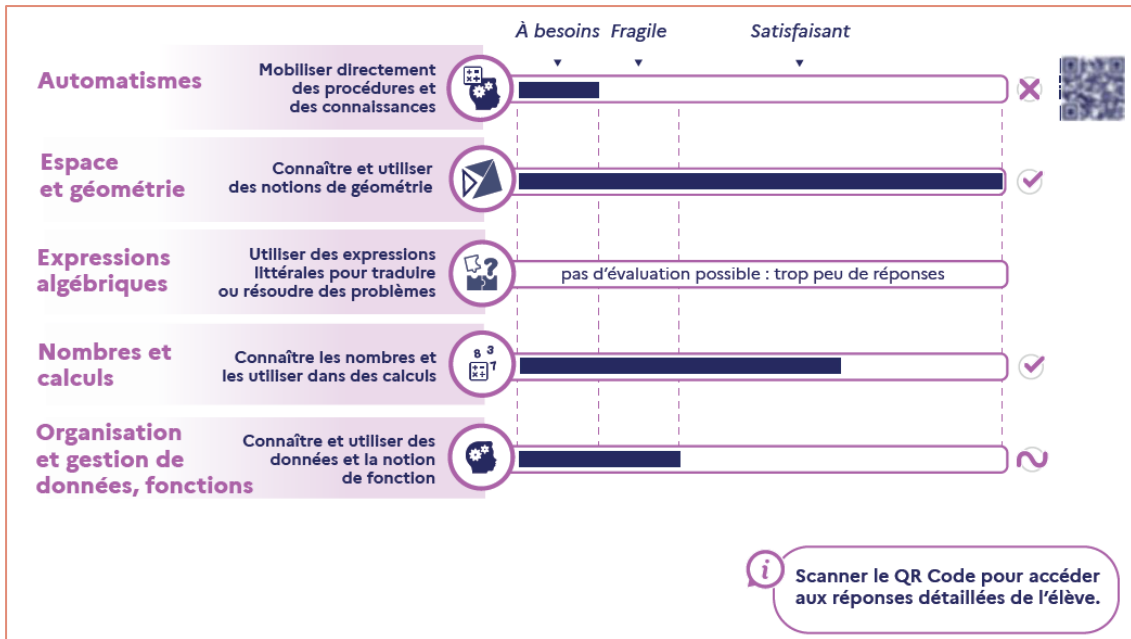 À besoins Fragile Satisfaisant
Automatismes
Mobiliser directement
des procédures et
des connaissances
Espace
et géométrie
Connaître et utiliser
des notions de géométrie
Expressions
algébriques
Utiliser des expressions
littérales pour traduire
ou résoudre des problèmes
pas d'évaluation possible : trop peu de réponses
Nombres et
calculs
Connaître les nombres et
les utiliser dans des calculs
8 3
7
Organisation
et gestion de
données, fonctions
Connaître et utiliser des
données et la notion
de fonction
i
Scanner le QR Code pour accéder
aux réponses détaillées de l'élève.